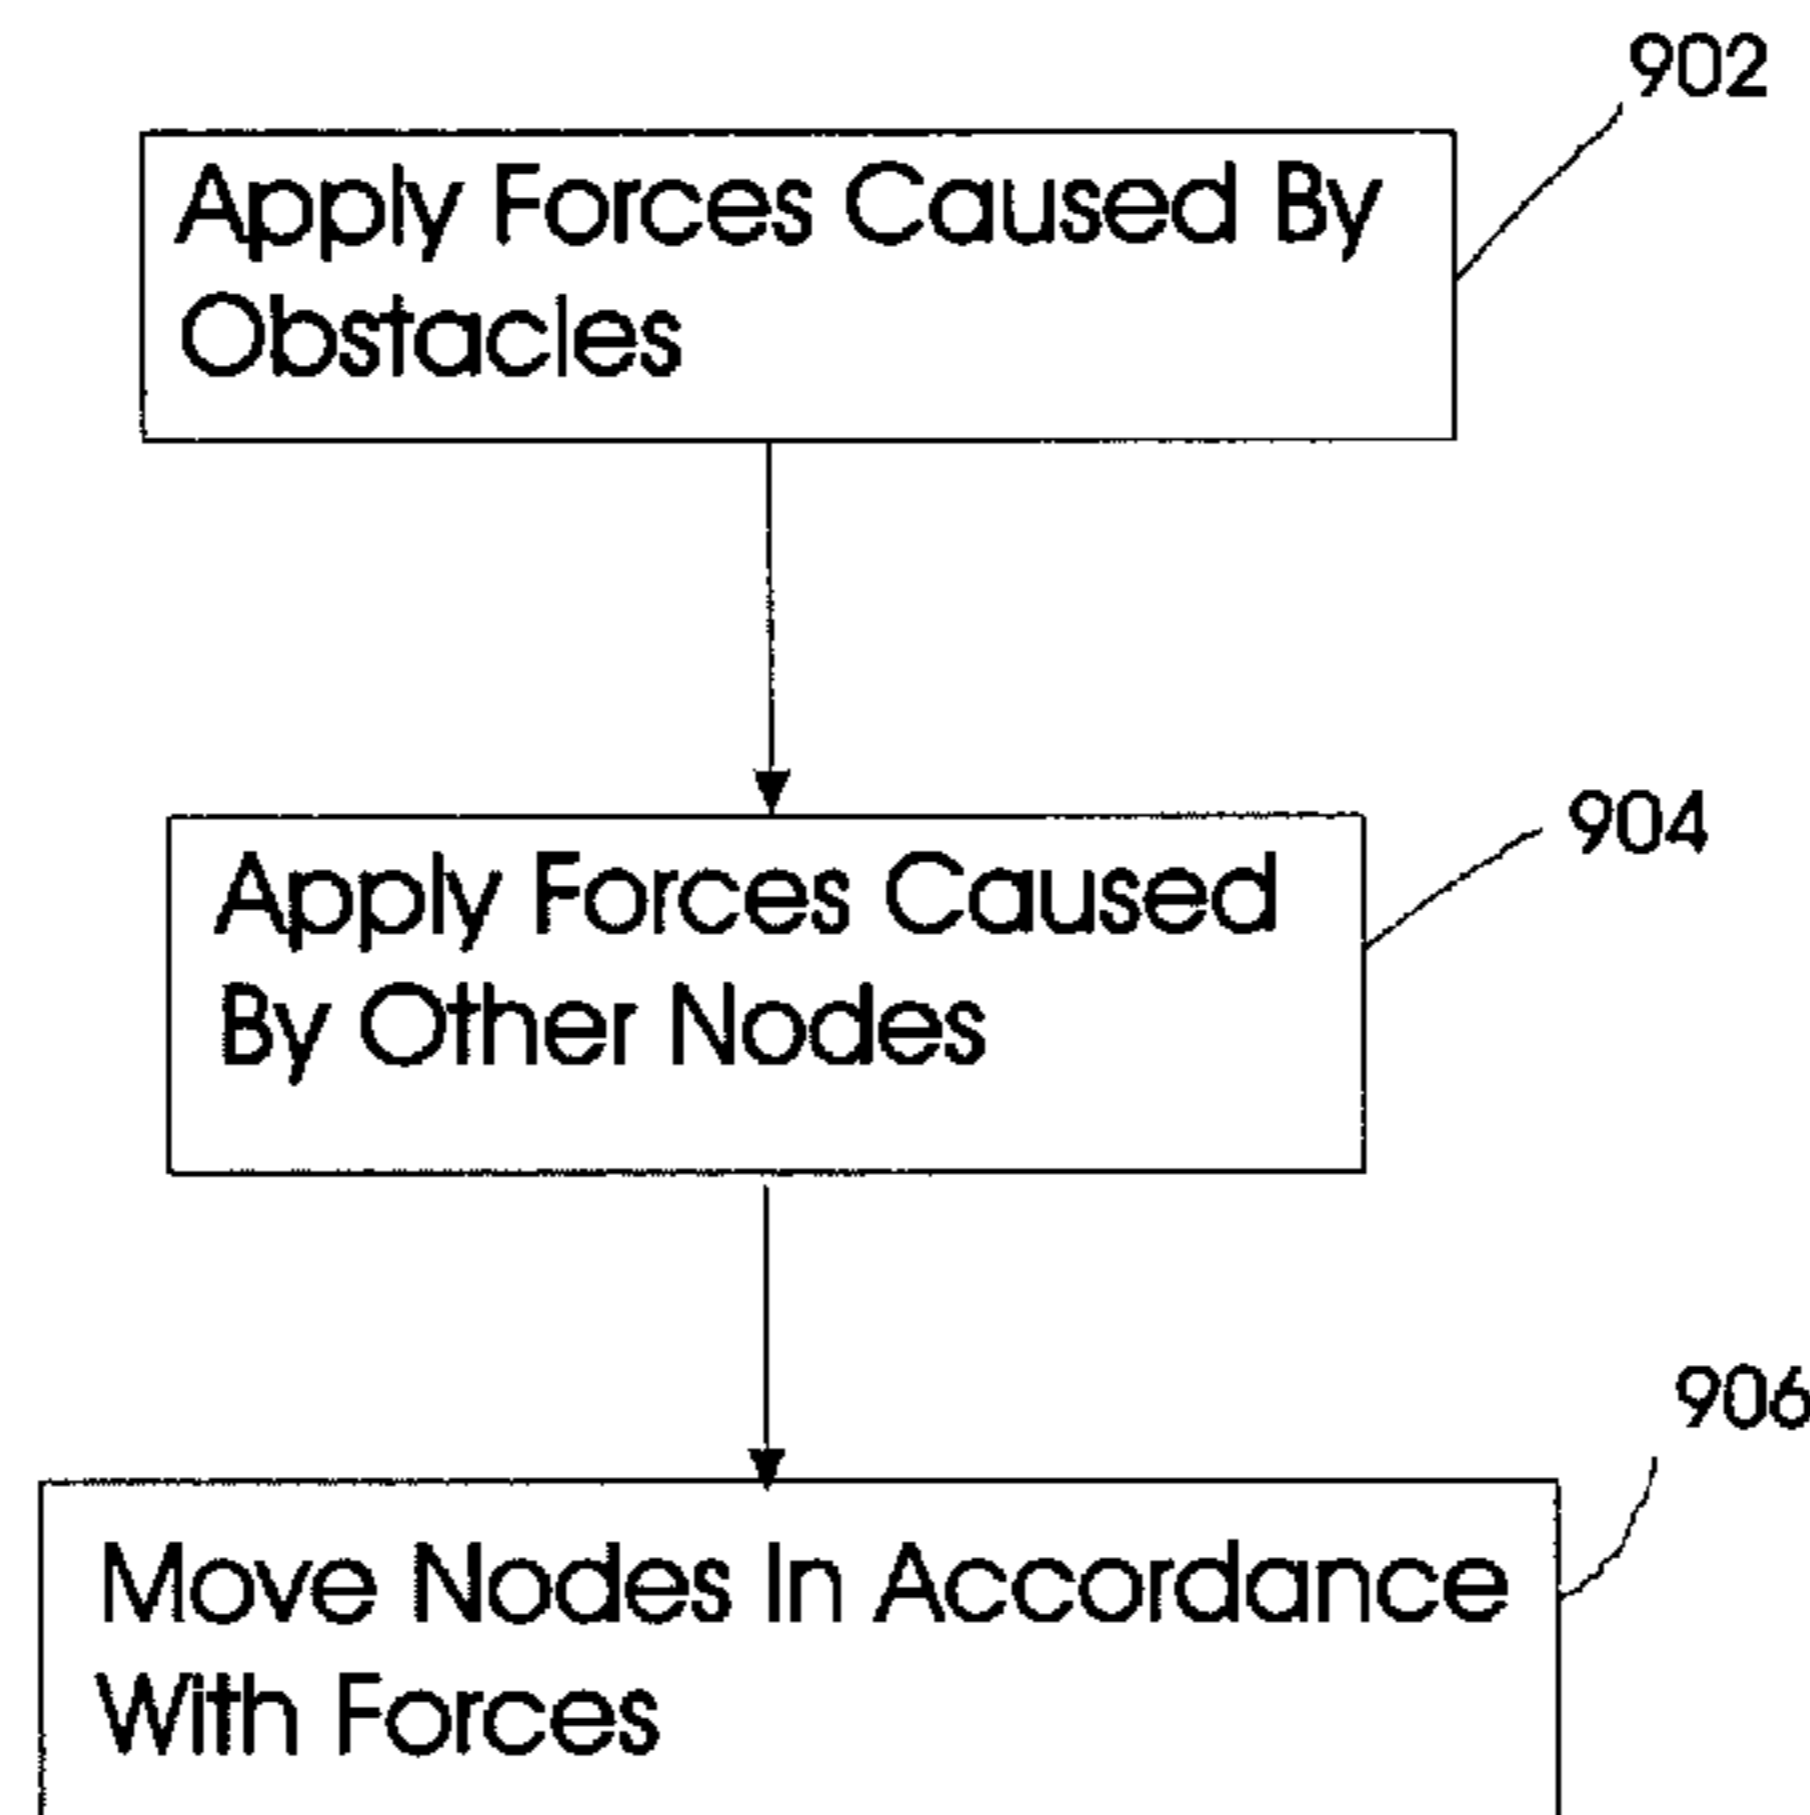 902
Apply Forces Caused By
Obstacles
904
Apply Forces Caused
By Other Nodes
906
Move Nodes In Accordance
With Forces